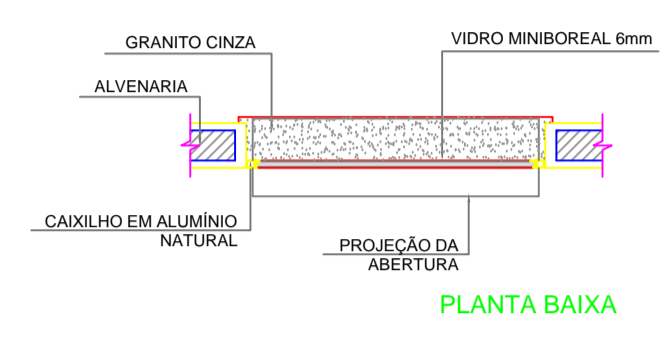 GRANITO CINZA
VIDRO MINIBOREAL 6mm
ALVENARIA
CAIXILHO EM ALUMÍNIO
NATURAL
PROJEÇÃO DA
ABERTURA
PLANTA BAIXA